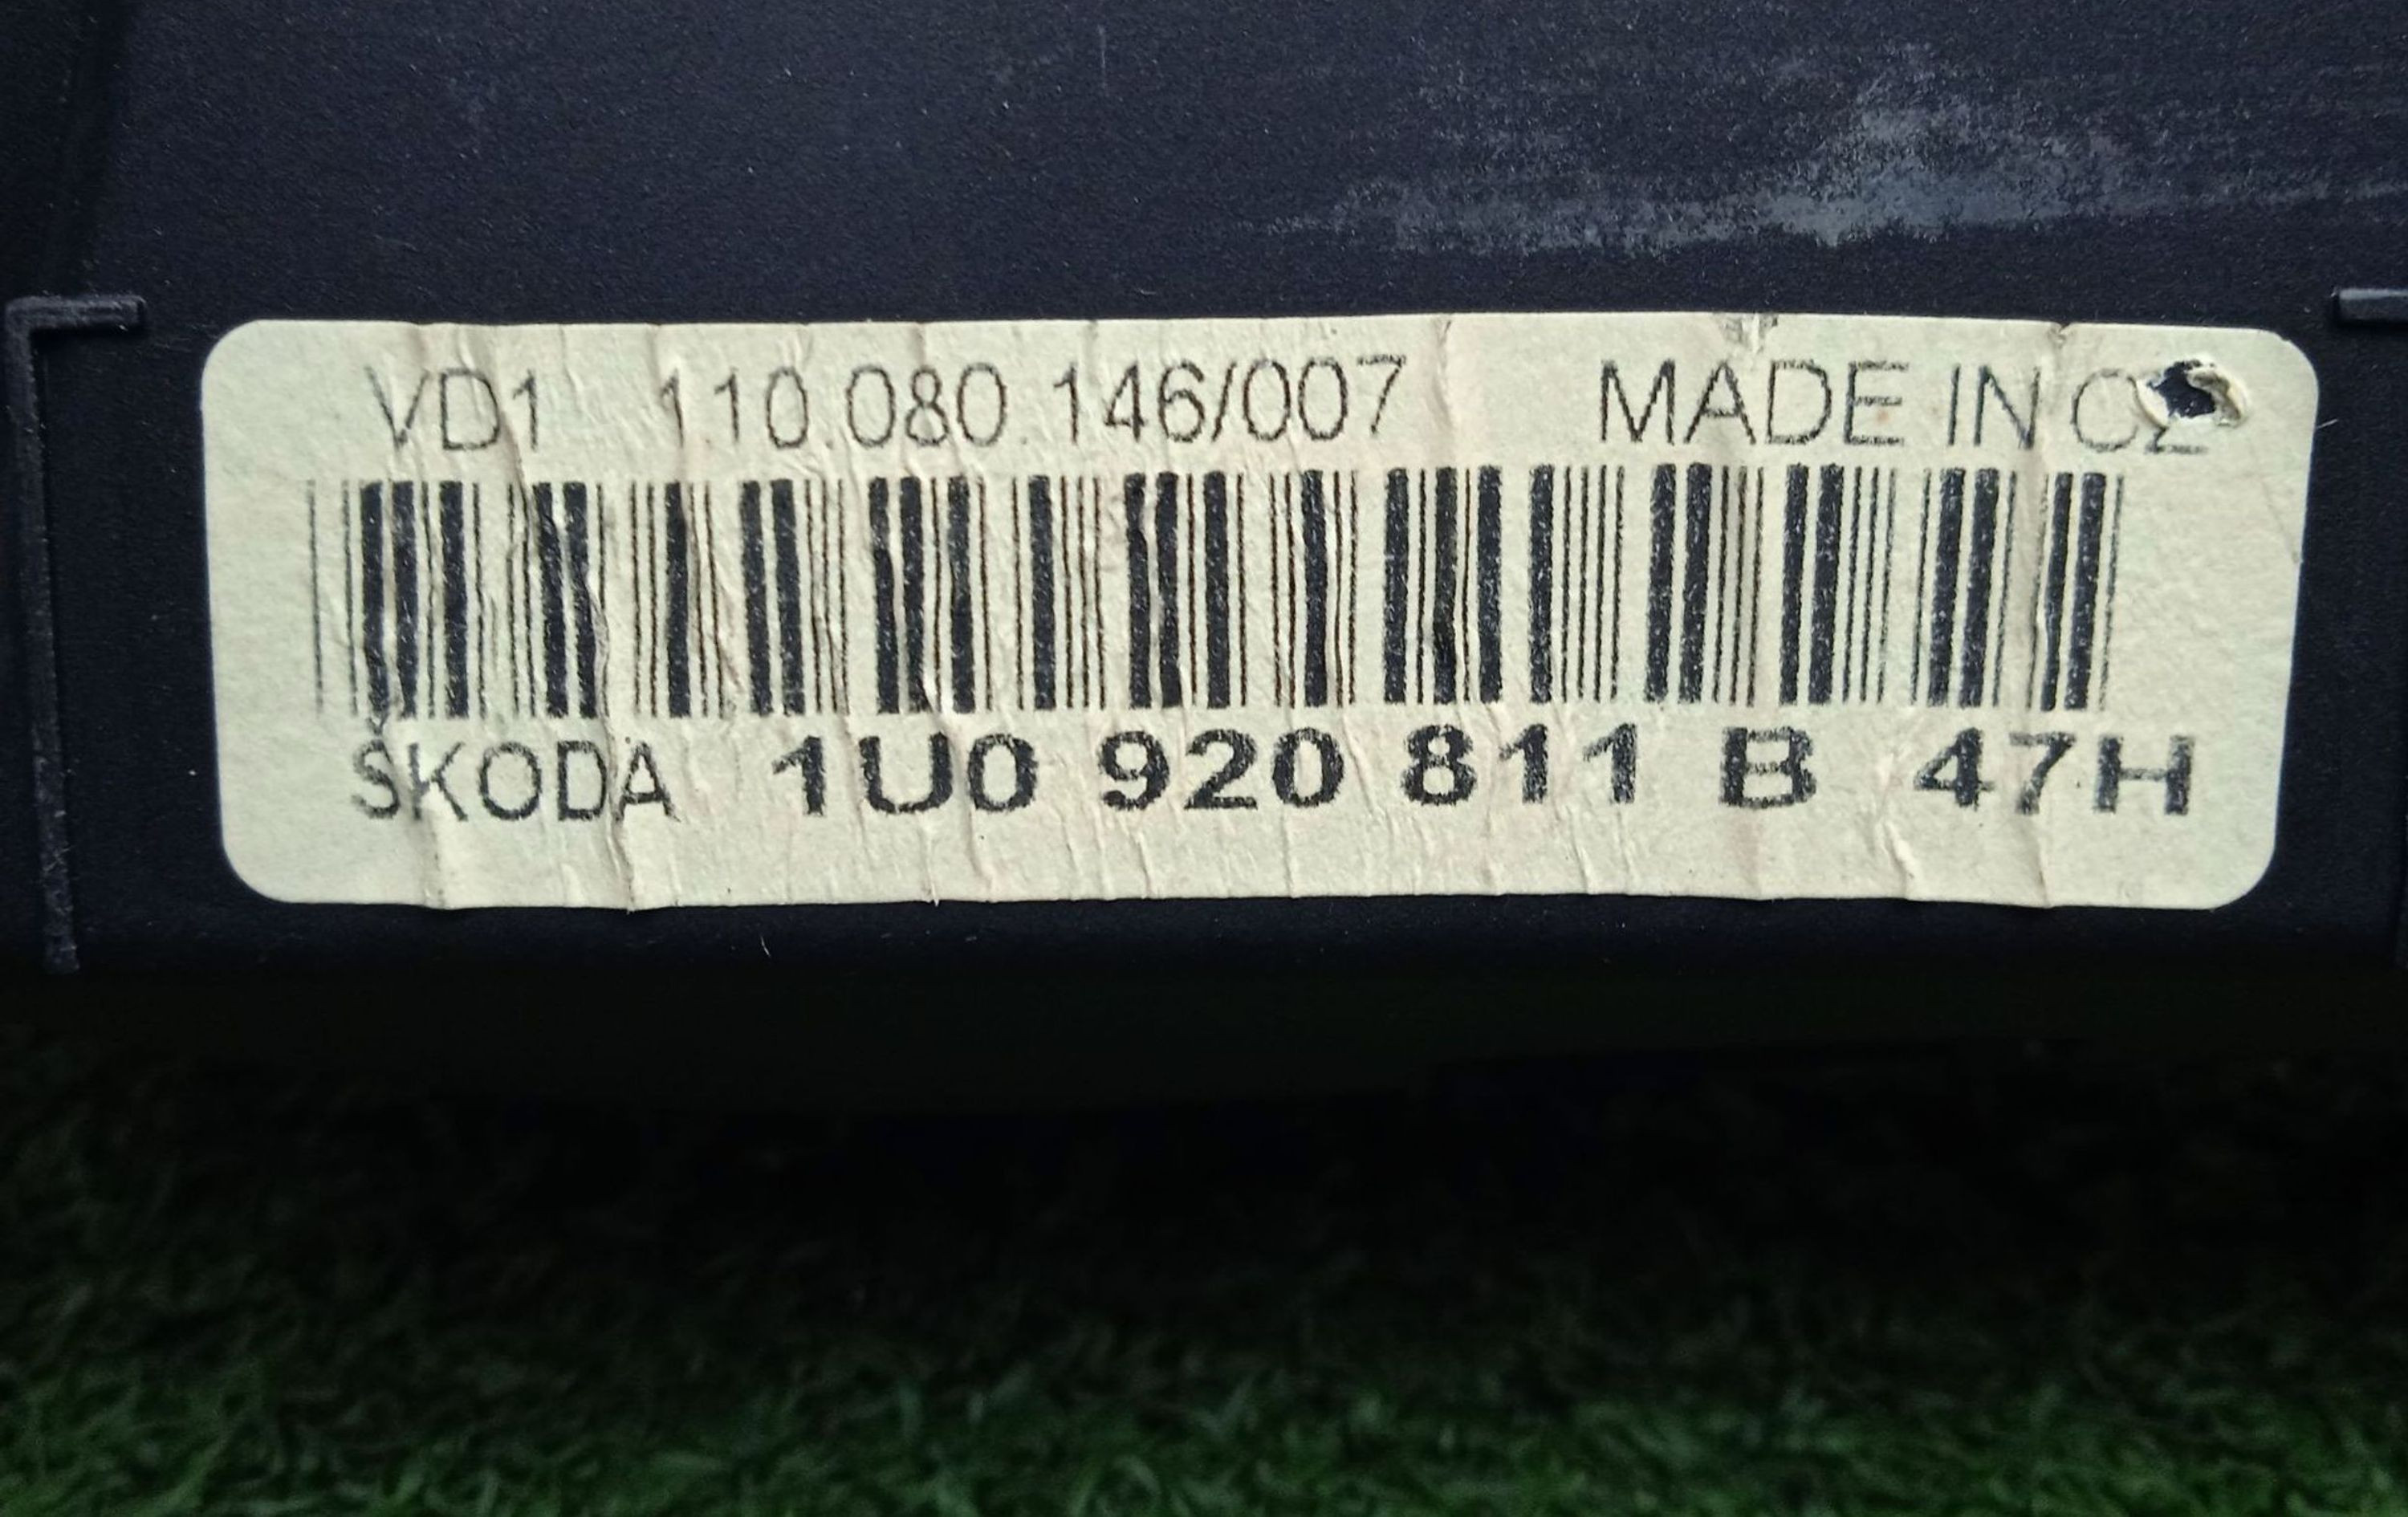 VD1 110.080.146/007 MADE IN CZ
ŠKODA 1U0 920 811 B 47H